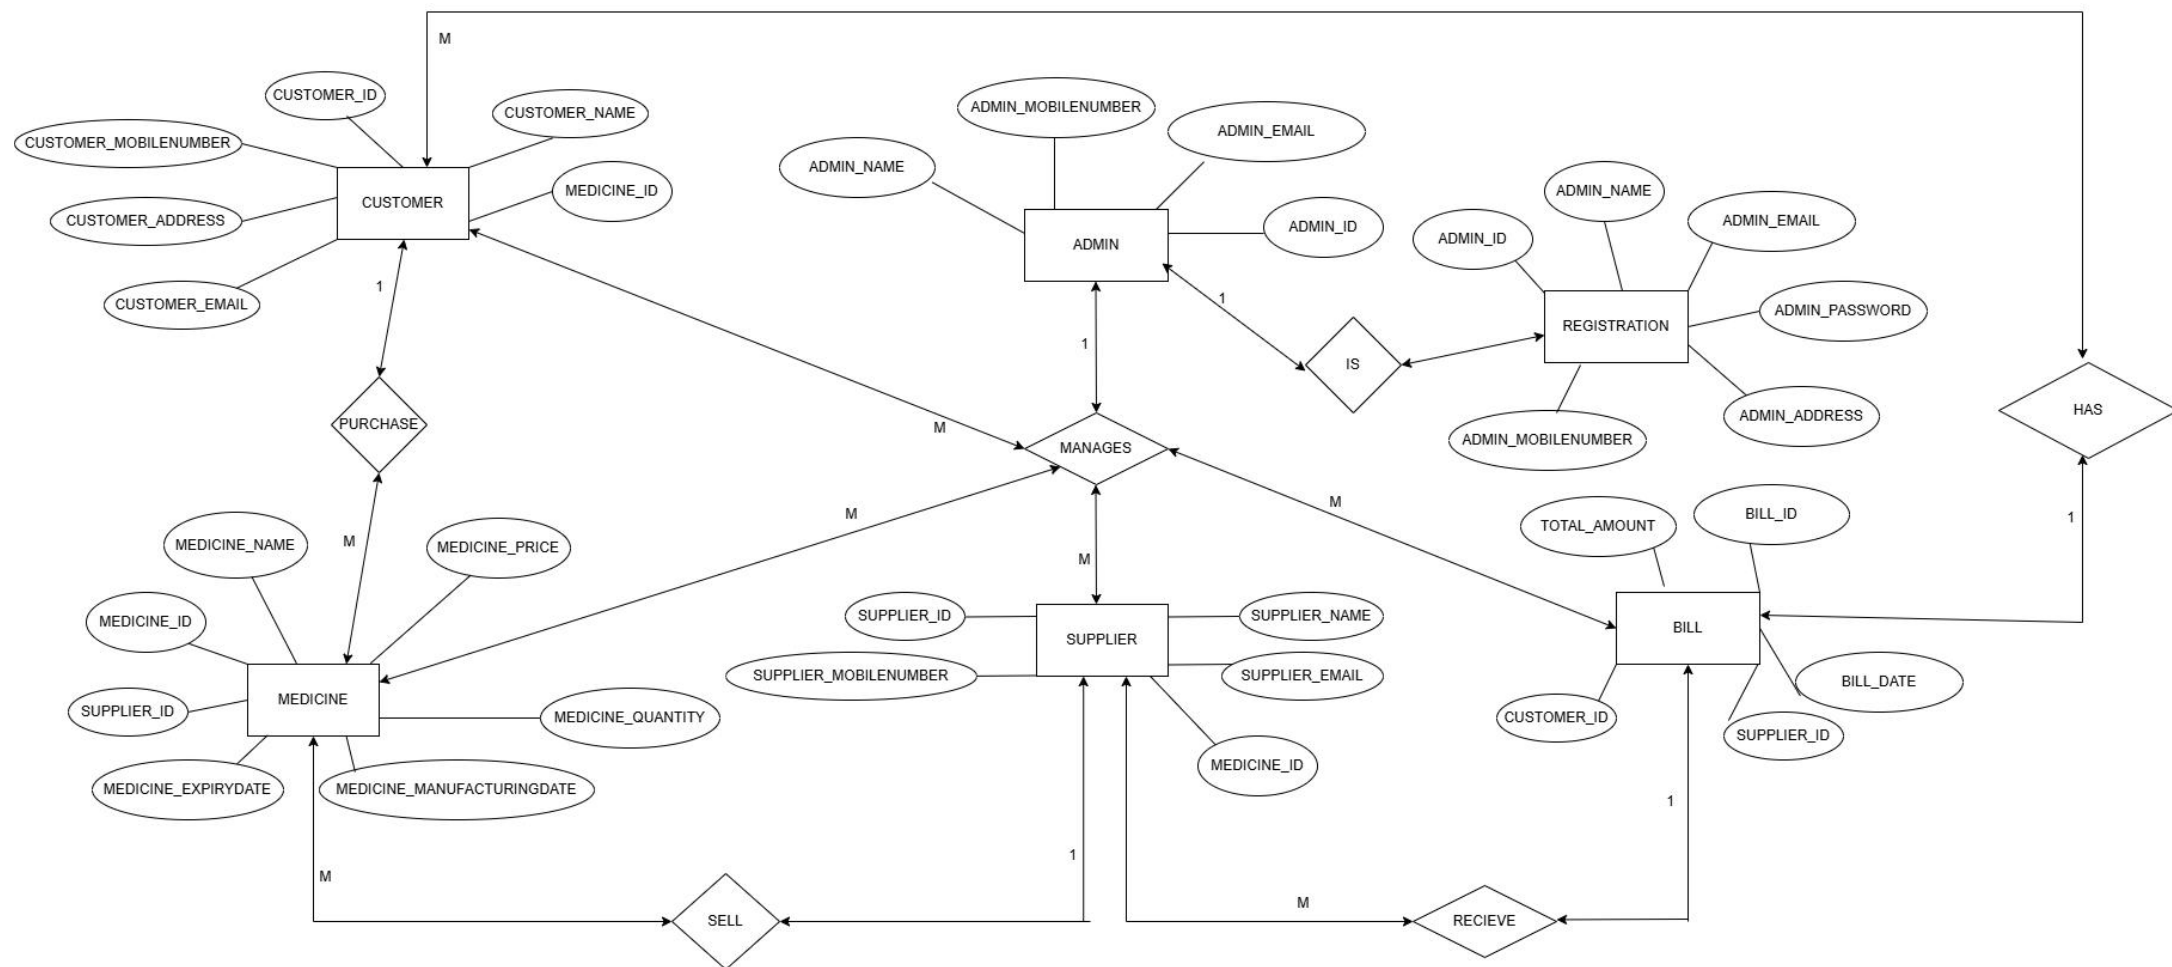 M
CUSTOMER_ID
CUSTOMER_NAME
CUSTOMER_MOBILENUMBER
MEDICINE_ID
CUSTOMER
CUSTOMER_ADDRESS
CUSTOMER_EMAIL
1
PURCHASE
M
ADMIN_MOBILENUMBER
ADMIN_EMAIL
ADMIN_NAME
ADMIN_ID
ADMIN
1
1
IS
ADMIN_NAME
ADMIN_EMAIL
ADMIN_ID
REGISTRATION
ADMIN_PASSWORD
ADMIN_ADDRESS
ADMIN_MOBILENUMBER
HAS
1
M
MANAGES
M
M
M
MEDICINE_NAME
MEDICINE_PRICE
MEDICINE_ID
MEDICINE
SUPPLIER_ID
MEDICINE_QUANTITY
MEDICINE_EXPIRYDATE
MEDICINE_MANUFACTURINGDATE
SUPPLIER_ID
SUPPLIER_NAME
SUPPLIER
SUPPLIER_MOBILENUMBER
SUPPLIER_EMAIL
MEDICINE_ID
TOTAL_AMOUNT
BILL_ID
BILL
BILL_DATE
CUSTOMER_ID
SUPPLIER_ID
M
SELL
1
M
RECIEVE
1